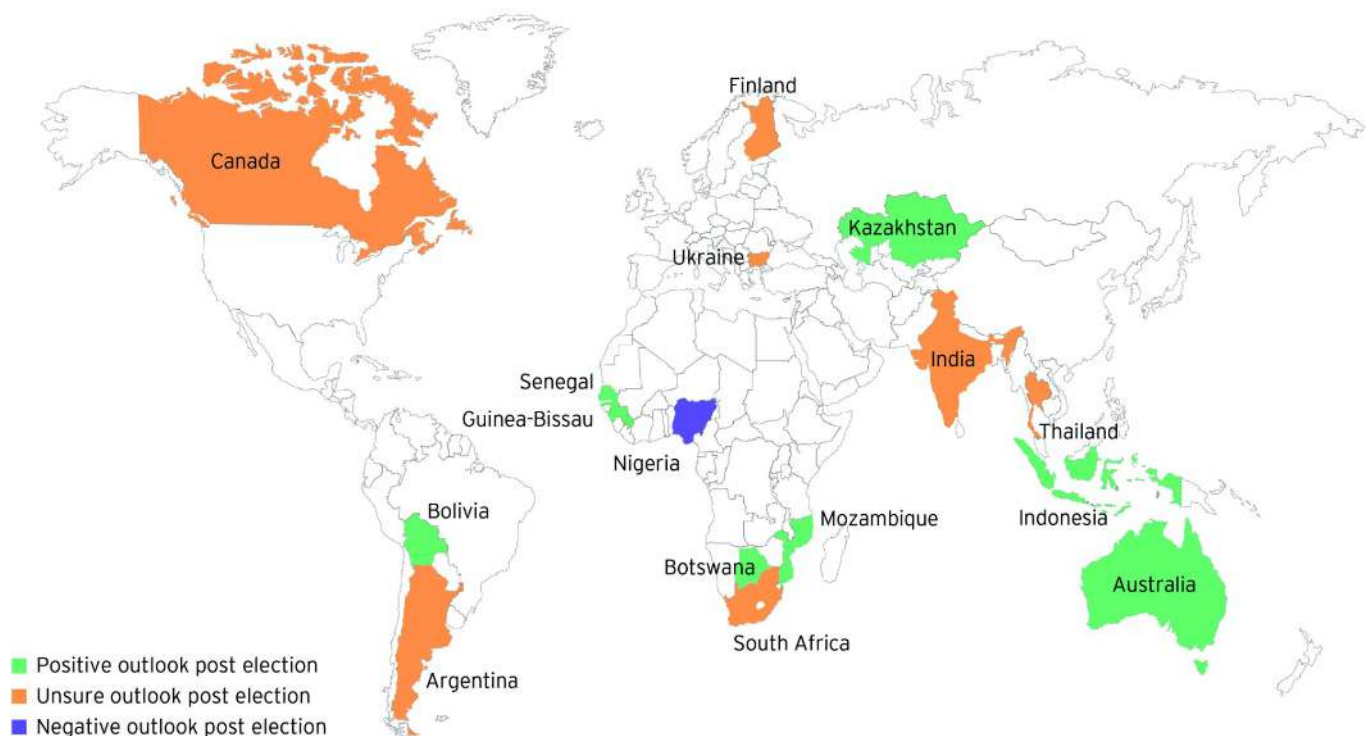 Finland
Canada
Kazakhstan
Ukraine
India
Senegal
Guinea-Bissau
Thailand
Nigeria
Bolivia
Mozambique
Indonesia
Botswana
Australia
South Africa
Argentina
Positive outlook post election
Unsure outlook post election
Negative outlook post election